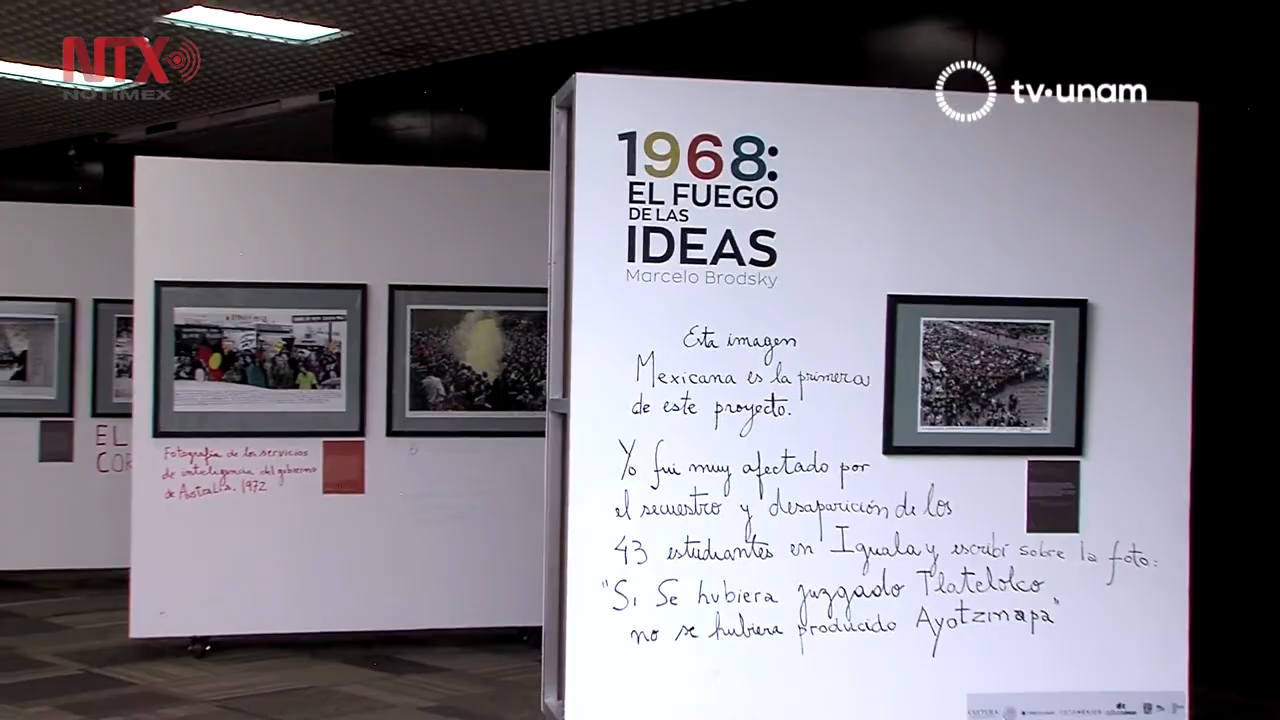 NTX
NOTIMEX
tv·unam
1968:
EL FUEGO
DE LAS
IDEAS
Marcelo Brodsky
Esta imagen
Mexicana es la primera
de este proyecto.
Yo fui muy afectado por
el secuestro y desaparición de los
43 estudiantes en Iguala y escribí sobre la foto:
"Si Se hubiera juzgado Tlatelolco
no se hubiera producido Ayotzinapa"
EL
COR
Fotografía de los servicios
de inteligencia del gobierno
de Australia. 1972
CULTURA